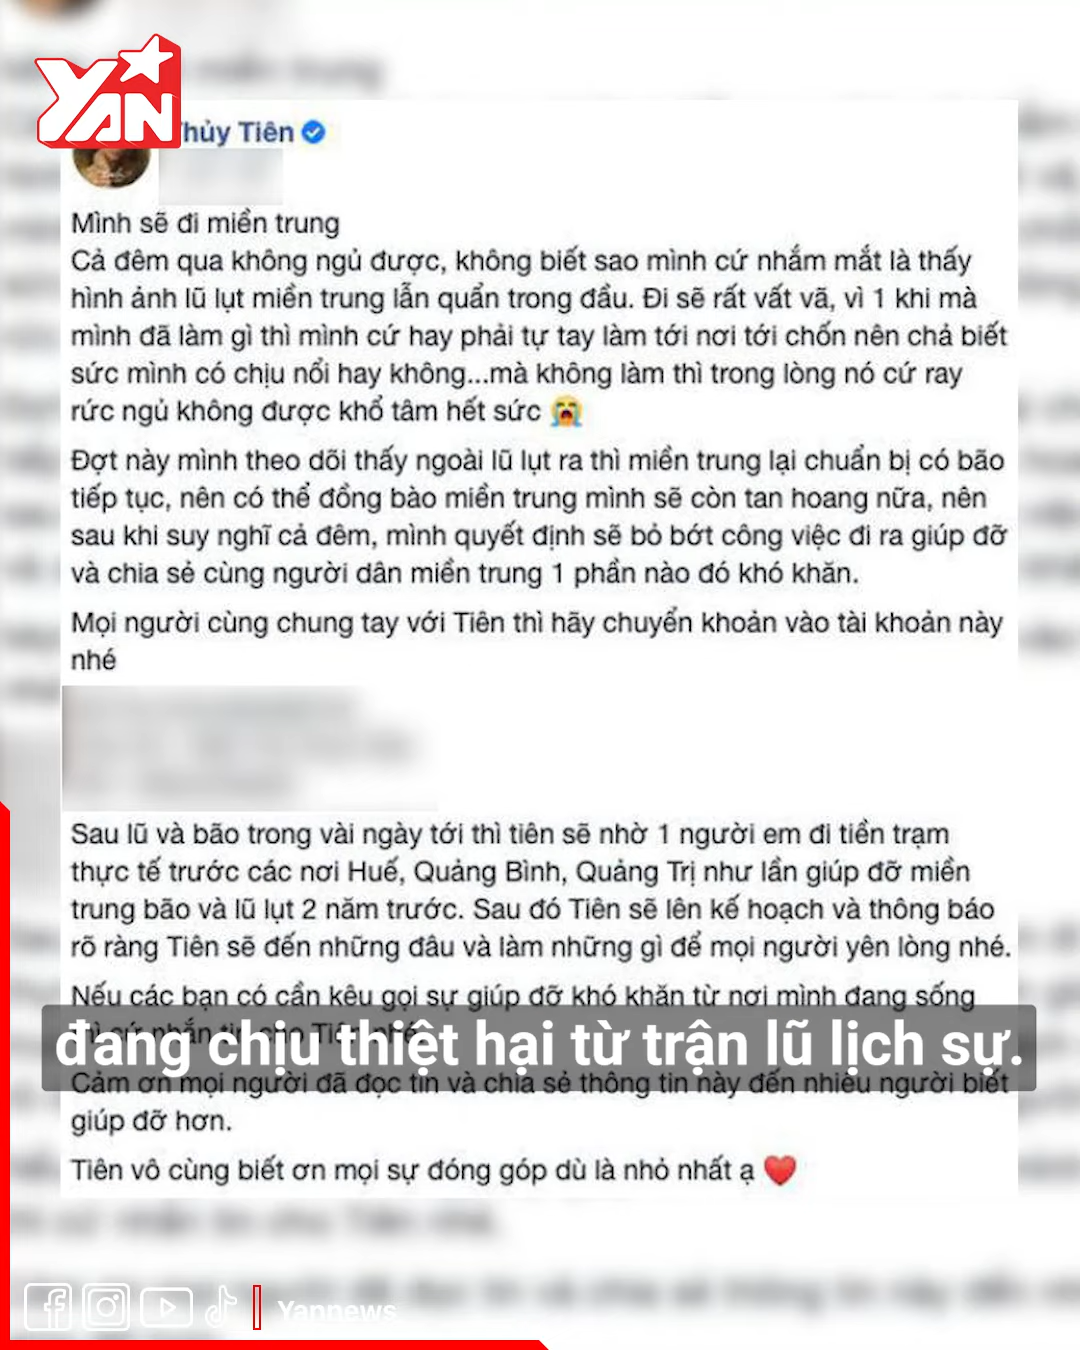 YAN
hủy Tiên
Mình sẽ đi miền trung
Cả đêm qua không ngủ được, không biết sao mình cứ nhắm mắt là thấy
hình ảnh lũ lụt miền trung lẫn quẩn trong đầu. Đi sẽ rất vất vã, vì 1 khi mà
mình đã làm gì thì mình cứ hay phải tự tay làm tới nơi tới chốn nên chả biết
sức mình có chịu nổi hay không...mà không làm thì trong lòng nó cứ ray
rức ngủ không được khổ tâm hết sức 😭
Đợt này mình theo dõi thấy ngoài lũ lụt ra thì miền trung lại chuẩn bị có bão
tiếp tục, nên có thể đồng bào miền trung mình sẽ còn tan hoang nữa, nên
sau khi suy nghĩ cả đêm, mình quyết định sẽ bỏ bớt công việc đi ra giúp đỡ
và chia sẻ cùng người dân miền trung 1 phần nào đó khó khăn.
Mọi người cùng chung tay với Tiên thì hãy chuyển khoản vào tài khoản này
nhé
Sau lũ và bão trong vài ngày tới thì tiên sẽ nhờ 1 người em đi tiền trạm
thực tế trước các nơi Huế, Quảng Bình, Quảng Trị như lần giúp đỡ miền
trung bão và lũ lụt 2 năm trước. Sau đó Tiên sẽ lên kế hoạch và thông báo
rõ ràng Tiên sẽ đến những đâu và làm những gì để mọi người yên lòng nhé.
Nếu các bạn có cần kêu gọi sự giúp đỡ khó khăn từ nơi mình đang sống
thì cứ nhắn tin cho Tiên nhé
đang chịu thiệt hại từ trận lũ lịch sự.
Cảm ơn mọi người đã đọc tin và chia sẻ thông tin này đến nhiều người biết
giúp đỡ hơn.
Tiên vô cùng biết ơn mọi sự đóng góp dù là nhỏ nhất ạ ❤️
Yannews